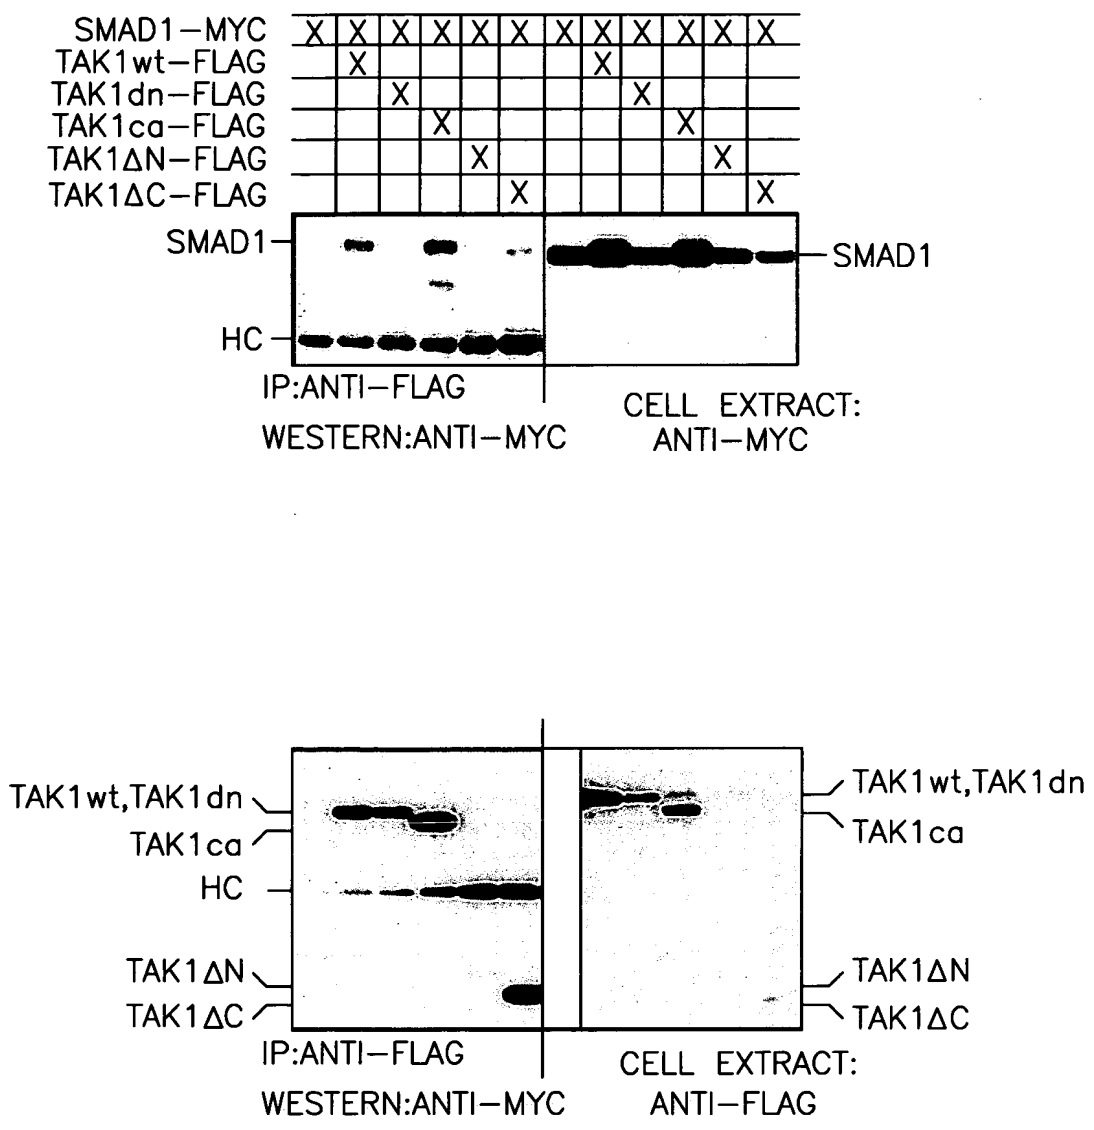 SMAD1-MYC X X X X X X X X X X X X
TAK1wt-FLAG X X
TAK1dn-FLAG X X
TAK1ca-FLAG X X
TAK1ΔN-FLAG X X
TAK1ΔC-FLAG X X
SMAD1
SMAD1
HC
IP:ANTI-FLAG
WESTERN:ANTI-MYC
CELL EXTRACT:
ANTI-MYC
TAK1wt,TAK1dn
TAK1ca
HC
TAK1ΔN
TAK1ΔC
TAK1wt,TAK1dn
TAK1ca
TAK1ΔN
TAK1ΔC
IP:ANTI-FLAG
WESTERN:ANTI-MYC
CELL EXTRACT:
ANTI-FLAG